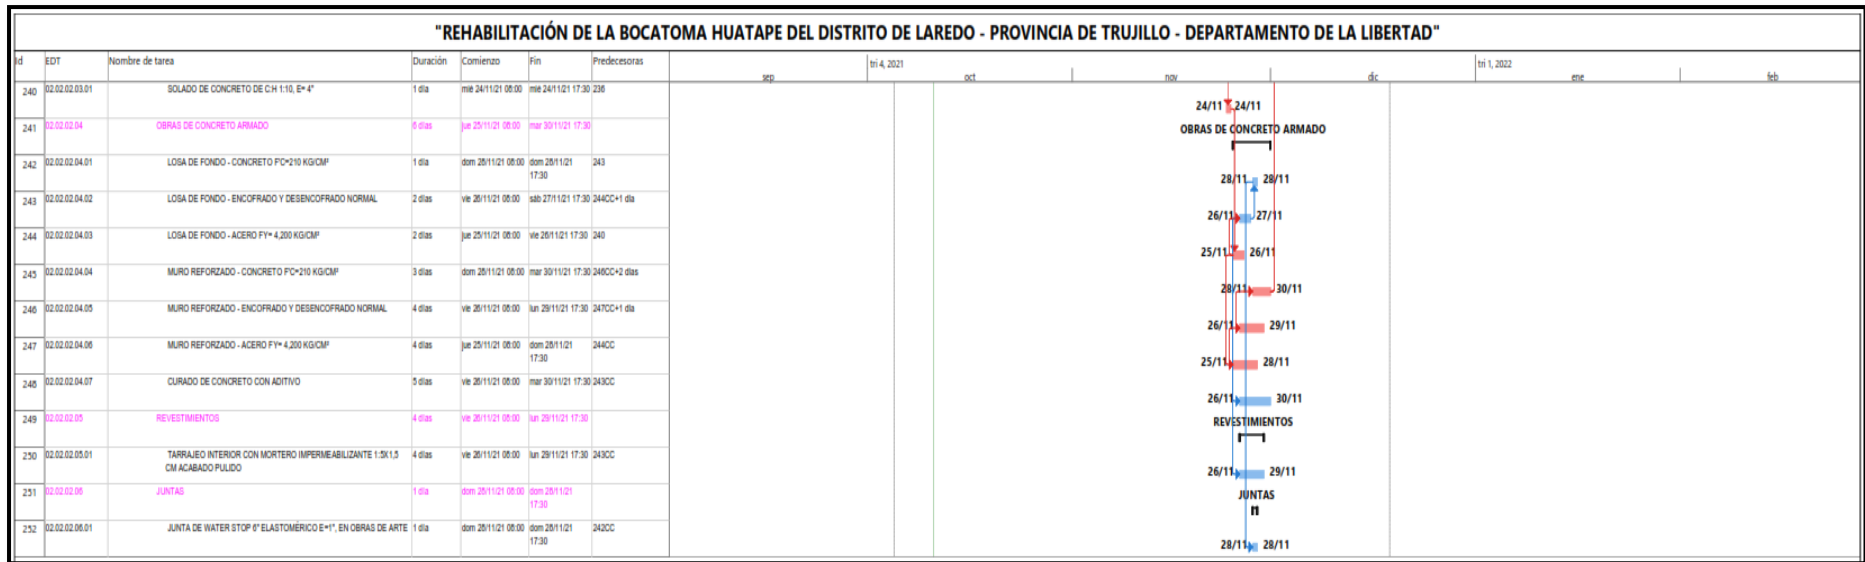 "REHABILITACIÓN DE LA BOCATOMA HUATAPE DEL DISTRITO DE LAREDO - PROVINCIA DE TRUJILLO - DEPARTAMENTO DE LA LIBERTAD"
Id EDT Nombre de tarea Duración Comienzo Fin Predecesoras
tri 4, 2021 tri 1, 2022
sep oct nov dic ene feb
240 02.02.02.03.01 SOLADO DE CONCRETO DE C:H 1:10, E= 4" 1 día mié 24/11/21 08:00 mié 24/11/21 17:30 236
24/11 24/11
241 02.02.02.04 OBRAS DE CONCRETO ARMADO 6 días jue 25/11/21 08:00 mar 30/11/21 17:30
OBRAS DE CONCRETO ARMADO
242 02.02.02.04.01 LOSA DE FONDO - CONCRETO F'C=210 KG/CM² 1 día dom 28/11/21 08:00 dom 28/11/21 17:30 243
28/11 28/11
243 02.02.02.04.02 LOSA DE FONDO - ENCOFRADO Y DESENCOFRADO NORMAL 2 días vie 26/11/21 08:00 sáb 27/11/21 17:30 244CC+1 día
26/11 27/11
244 02.02.02.04.03 LOSA DE FONDO - ACERO FY= 4,200 KG/CM² 2 días jue 25/11/21 08:00 vie 26/11/21 17:30 240
25/11 26/11
245 02.02.02.04.04 MURO REFORZADO - CONCRETO F'C=210 KG/CM² 3 días dom 28/11/21 08:00 mar 30/11/21 17:30 246CC+2 días
28/11 30/11
246 02.02.02.04.05 MURO REFORZADO - ENCOFRADO Y DESENCOFRADO NORMAL 4 días vie 26/11/21 08:00 lun 29/11/21 17:30 247CC+1 día
26/11 29/11
247 02.02.02.04.06 MURO REFORZADO - ACERO FY= 4,200 KG/CM² 4 días jue 25/11/21 08:00 dom 28/11/21 17:30 244CC
25/11 28/11
248 02.02.02.04.07 CURADO DE CONCRETO CON ADITIVO 5 días vie 26/11/21 08:00 mar 30/11/21 17:30 243CC
26/11 30/11
249 02.02.02.05 REVESTIMIENTOS 4 días vie 26/11/21 08:00 lun 29/11/21 17:30
REVESTIMIENTOS
250 02.02.02.05.01 TARRAJEO INTERIOR CON MORTERO IMPERMEABILIZANTE 1:5X1,5 CM ACABADO PULIDO 4 días vie 26/11/21 08:00 lun 29/11/21 17:30 243CC
26/11 29/11
251 02.02.02.06 JUNTAS 1 día dom 28/11/21 08:00 dom 28/11/21 17:30
JUNTAS
252 02.02.02.06.01 JUNTA DE WATER STOP 6" ELASTOMÉRICO E=1", EN OBRAS DE ARTE 1 día dom 28/11/21 08:00 dom 28/11/21 17:30 242CC
28/11 28/11